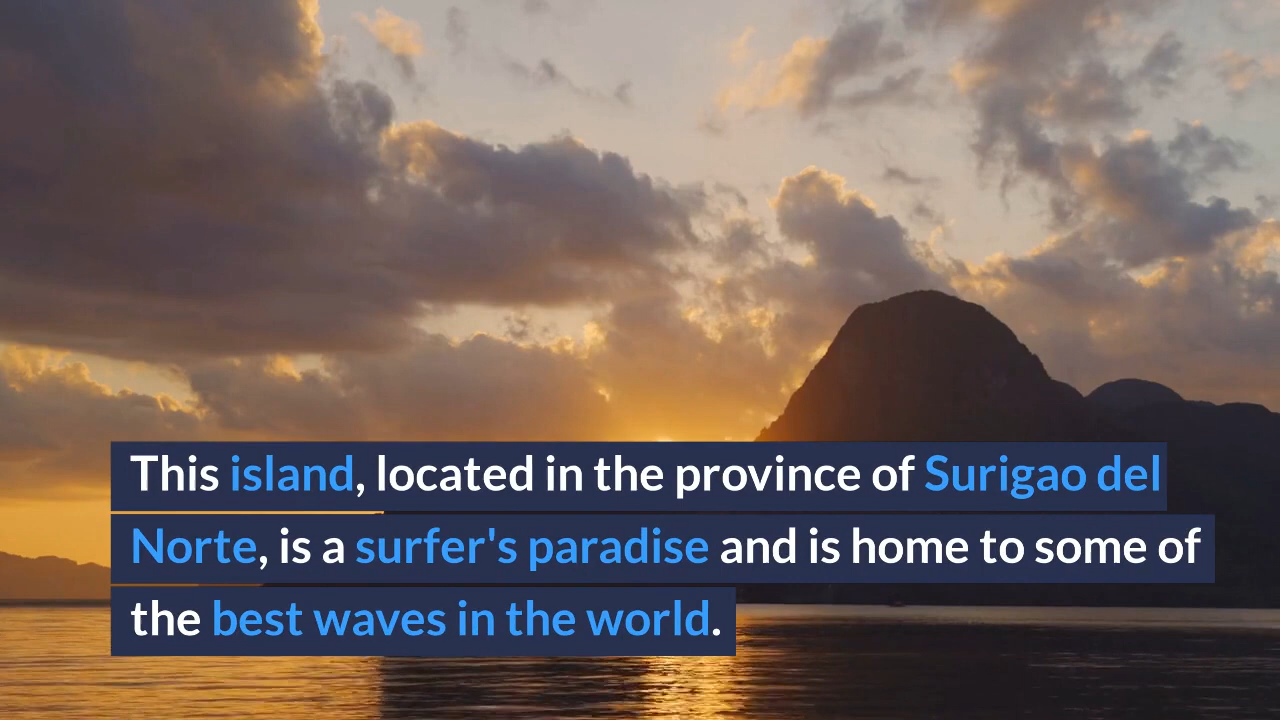 This island, located in the province of Surigao del
Norte, is a surfer's paradise and is home to some of
the best waves in the world.